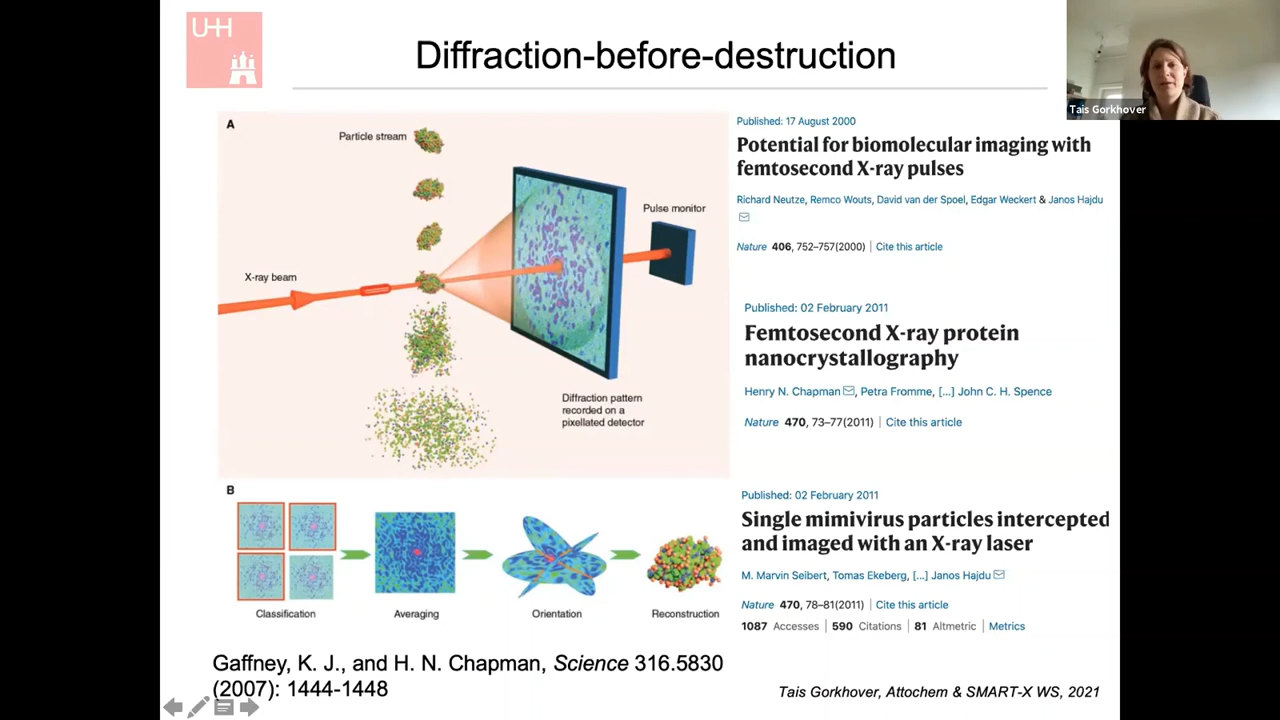 UHH
Diffraction-before-destruction
Tais Gorkhover
A
Particle stream
Pulse monitor
X-ray beam
Diffraction pattern
recorded on a
pixellated detector
B
Classification
Averaging
Orientation
Reconstruction
Gaffney, K. J., and H. N. Chapman, Science 316.5830
(2007): 1444-1448
Published: 17 August 2000
Potential for biomolecular imaging with
femtosecond X-ray pulses
Richard Neutze, Remco Wouts, David van der Spoel, Edgar Weckert & Janos Hajdu
Nature 406, 752–757(2000) | Cite this article
Published: 02 February 2011
Femtosecond X-ray protein
nanocrystallography
Henry N. Chapman, Petra Fromme, [...] John C. H. Spence
Nature 470, 73–77(2011) | Cite this article
Published: 02 February 2011
Single mimivirus particles intercepted
and imaged with an X-ray laser
M. Marvin Seibert, Tomas Ekeberg, [...] Janos Hajdu
Nature 470, 78–81(2011) | Cite this article
1087 Accesses | 590 Citations | 81 Altmetric | Metrics
Tais Gorkhover, Attochem & SMART-X WS, 2021